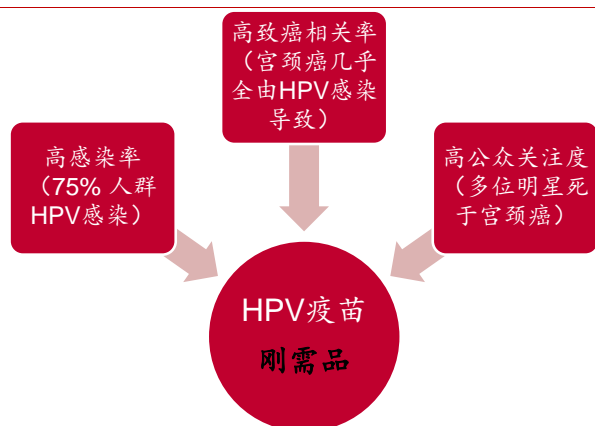 高致癌相关率
（宫颈癌几乎
全由HPV感染
导致）
高感染率
（75% 人群
HPV感染）
高公众关注度
（多位明星死
于宫颈癌）
HPV疫苗
刚需品